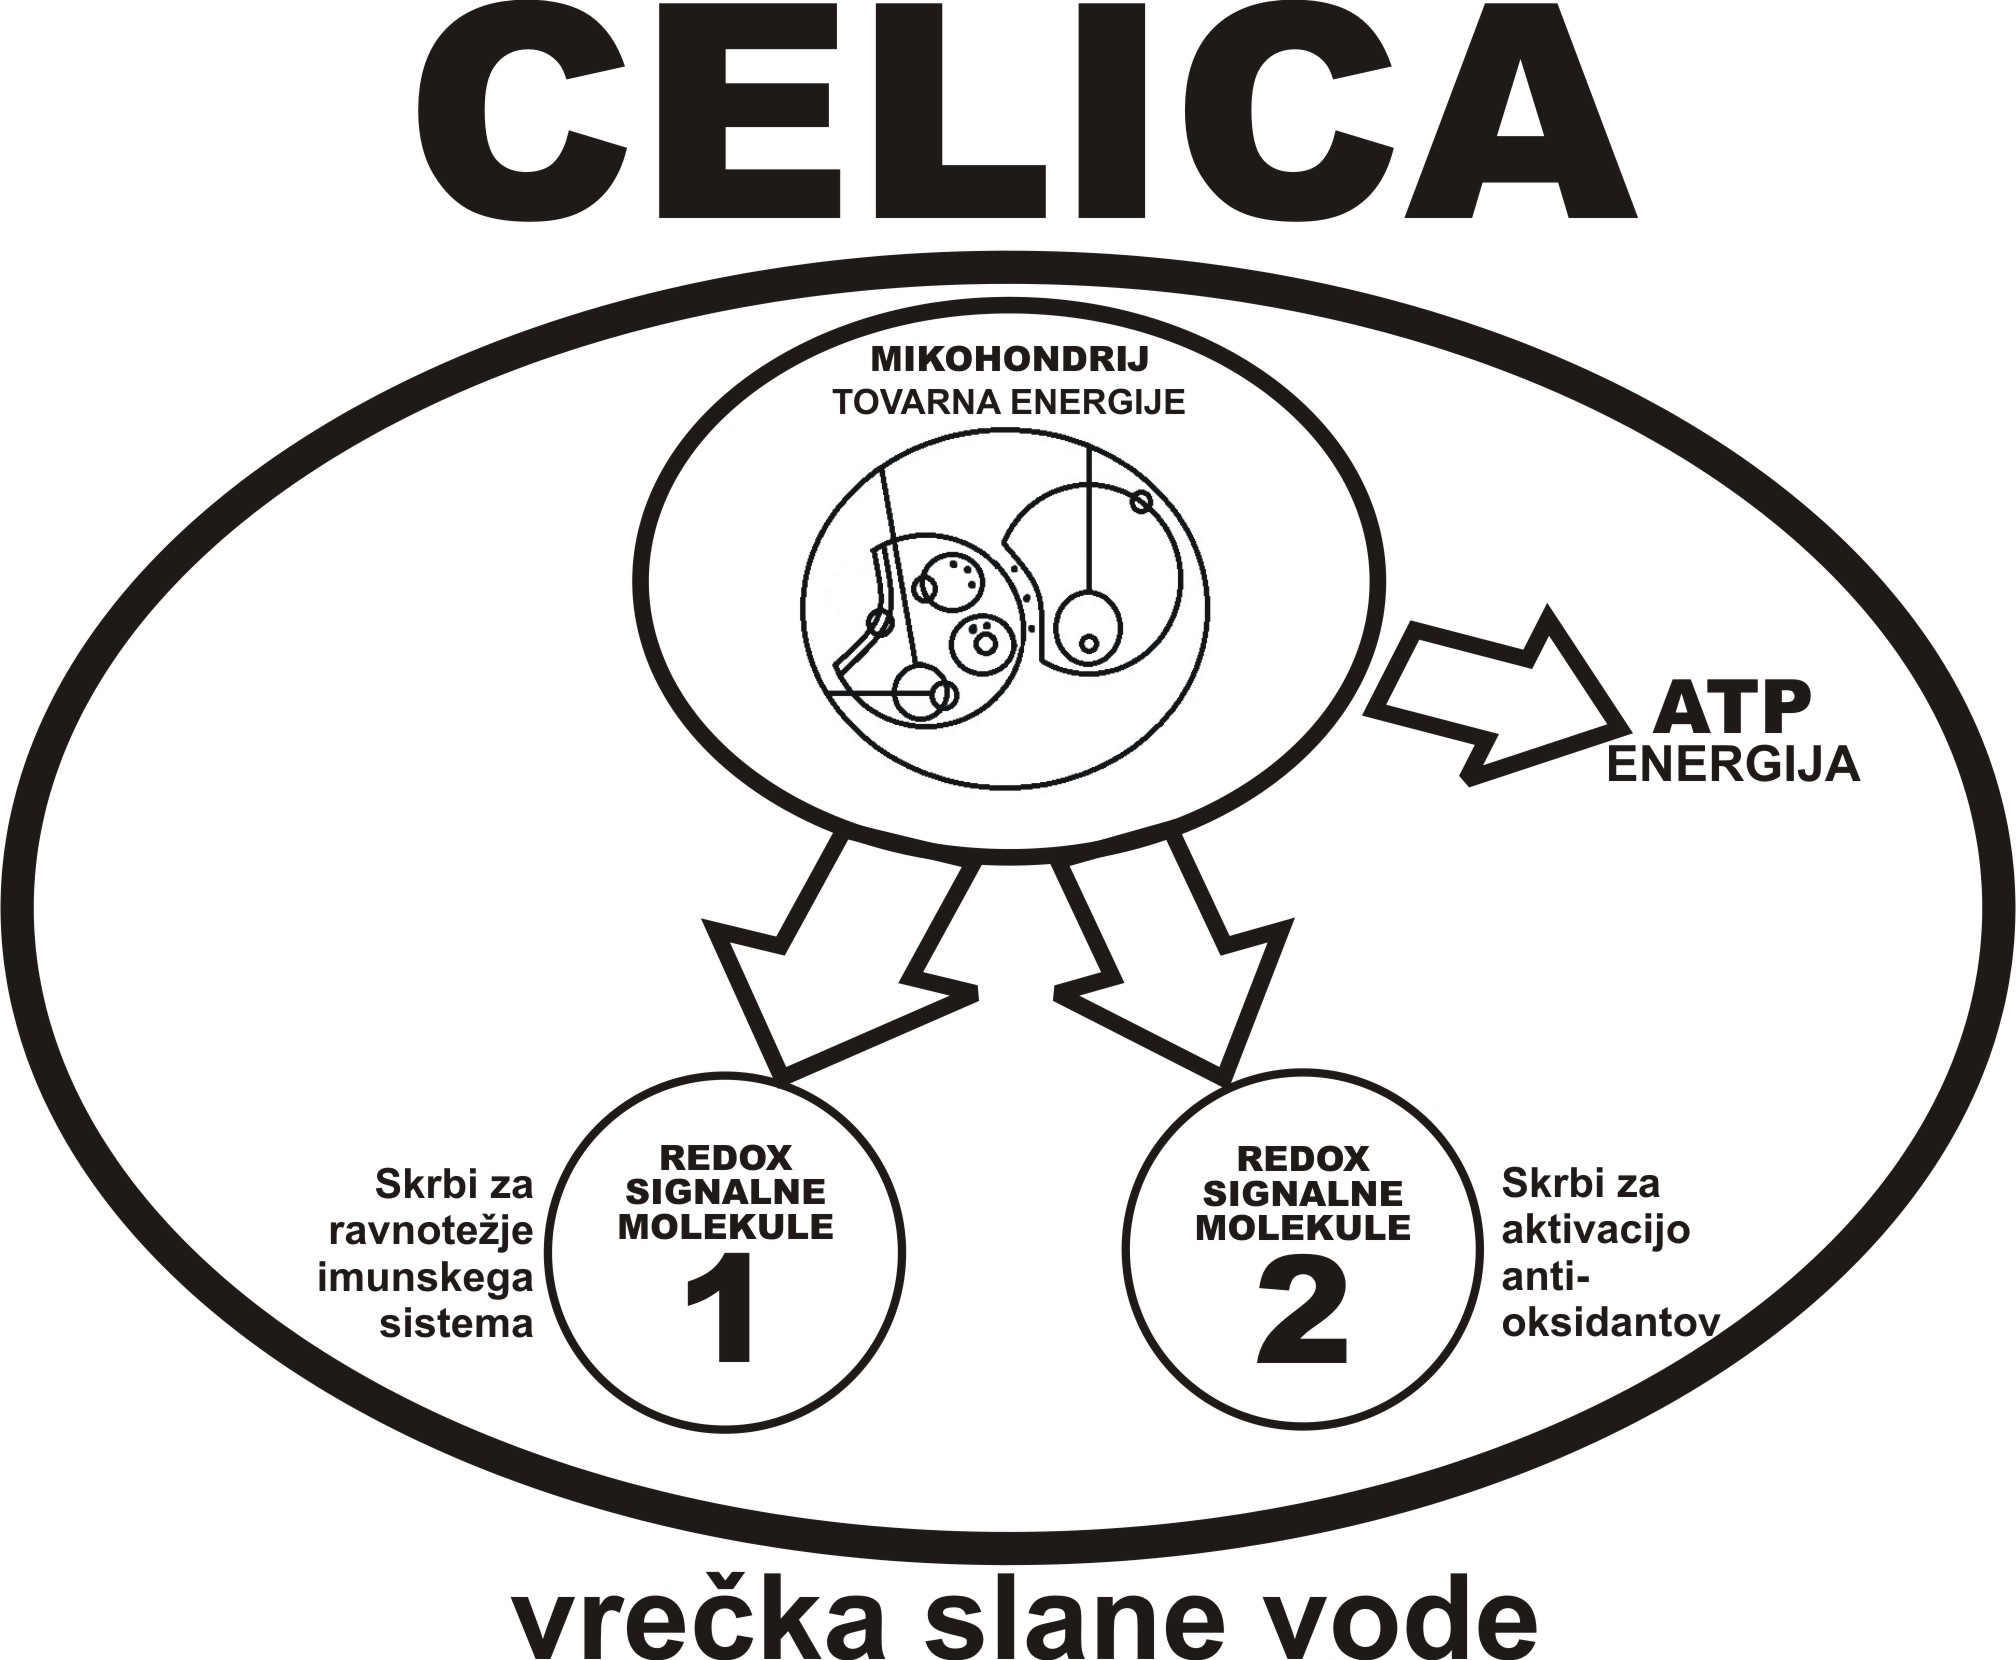 CELICA
MIKOHONDRIJ
TOVARNA ENERGIJE
ATP
ENERGIJA
Skrbi za
ravnotežje
imunskega
sistema
REDOX
SIGNALNE
MOLEKULE
1
REDOX
SIGNALNE
MOLEKULE
2
Skrbi za
aktivacijo
anti-
oksidantov
vrečka slane vode